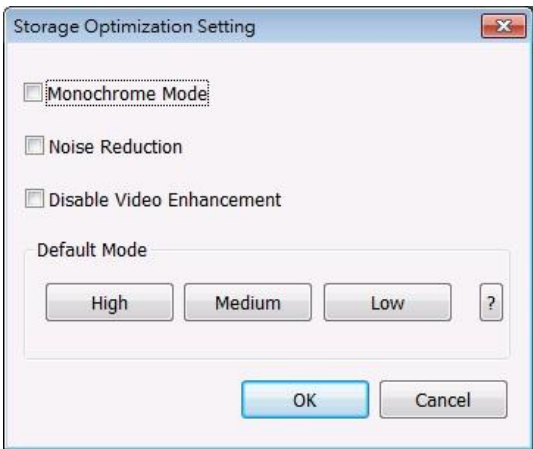 Storage Optimization Setting
Monochrome Mode
Noise Reduction
Disable Video Enhancement
Default Mode
High Medium Low ?
OK Cancel